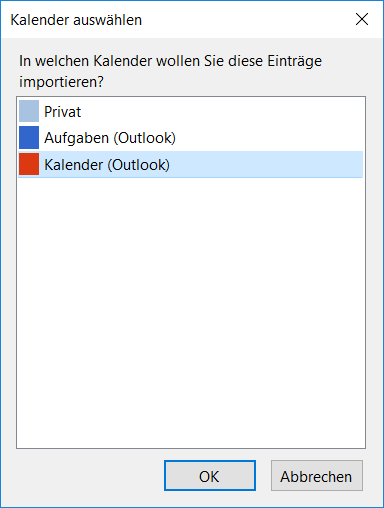 Kalender auswählen
In welchen Kalender wollen Sie diese Einträge
importieren?
Privat
Aufgaben (Outlook)
Kalender (Outlook)
OK
Abbrechen